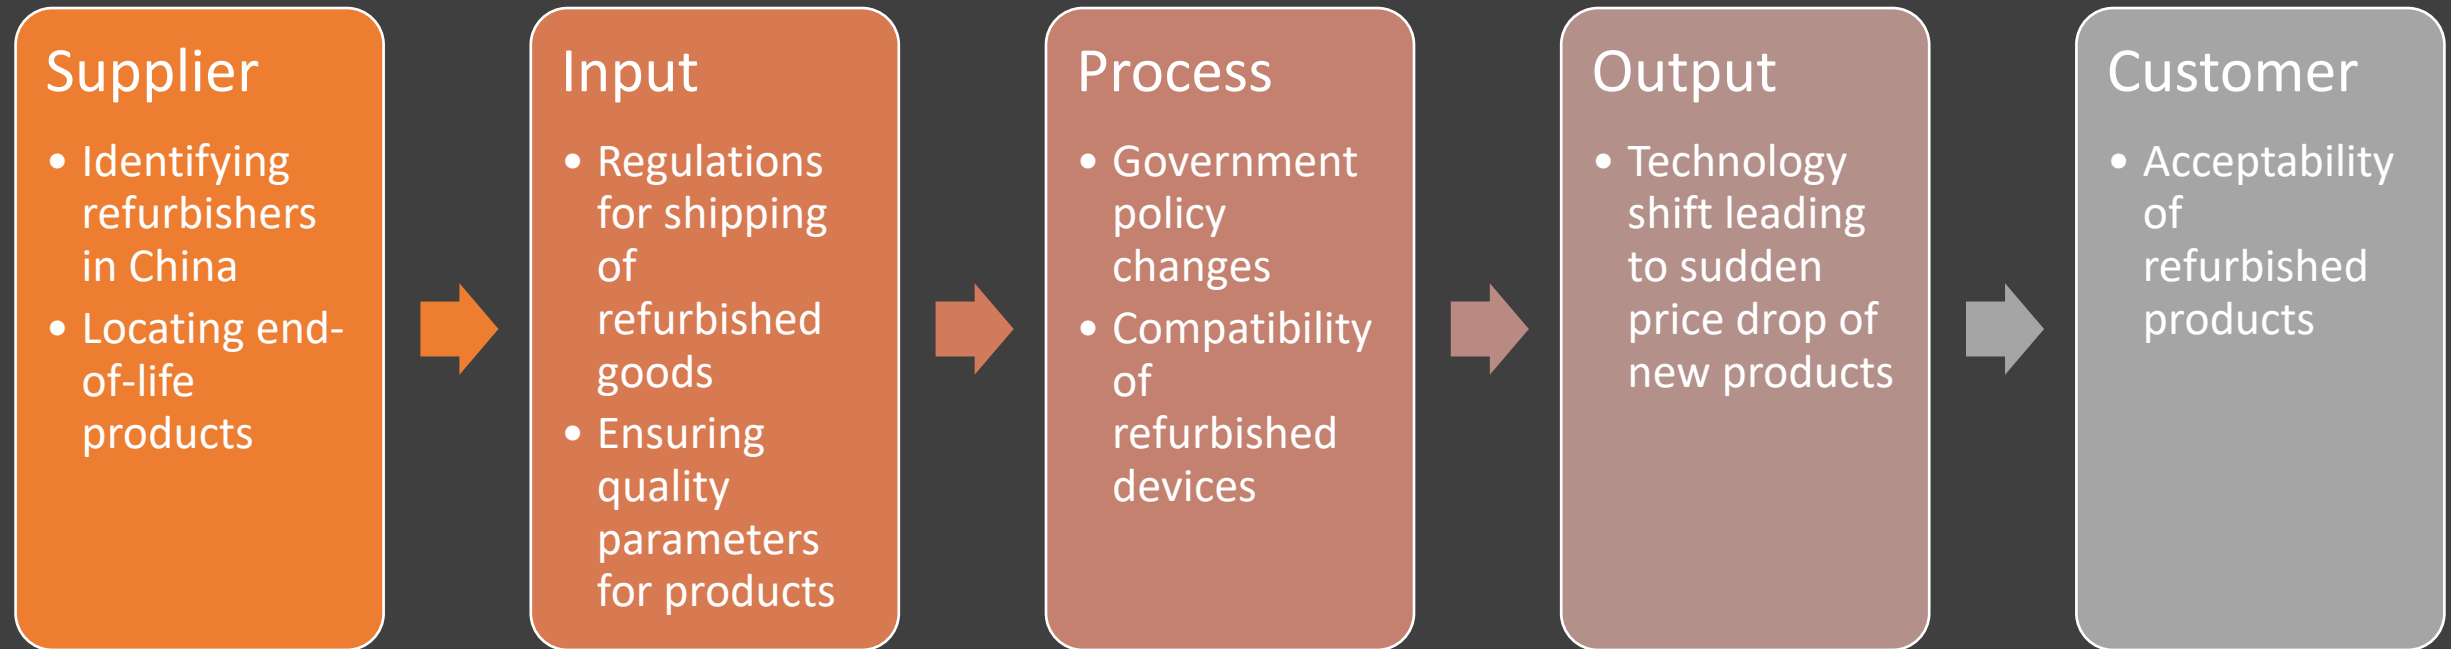 Supplier
• Identifying
refurbishers
in China
• Locating end-
of-life
products
Input
• Regulations
for shipping
of
refurbished
goods
• Ensuring
quality
parameters
for products
Process
• Government
policy
changes
• Compatibility
of
refurbished
devices
Output
• Technology
shift leading
to sudden
price drop of
new products
Customer
• Acceptability
of
refurbished
products